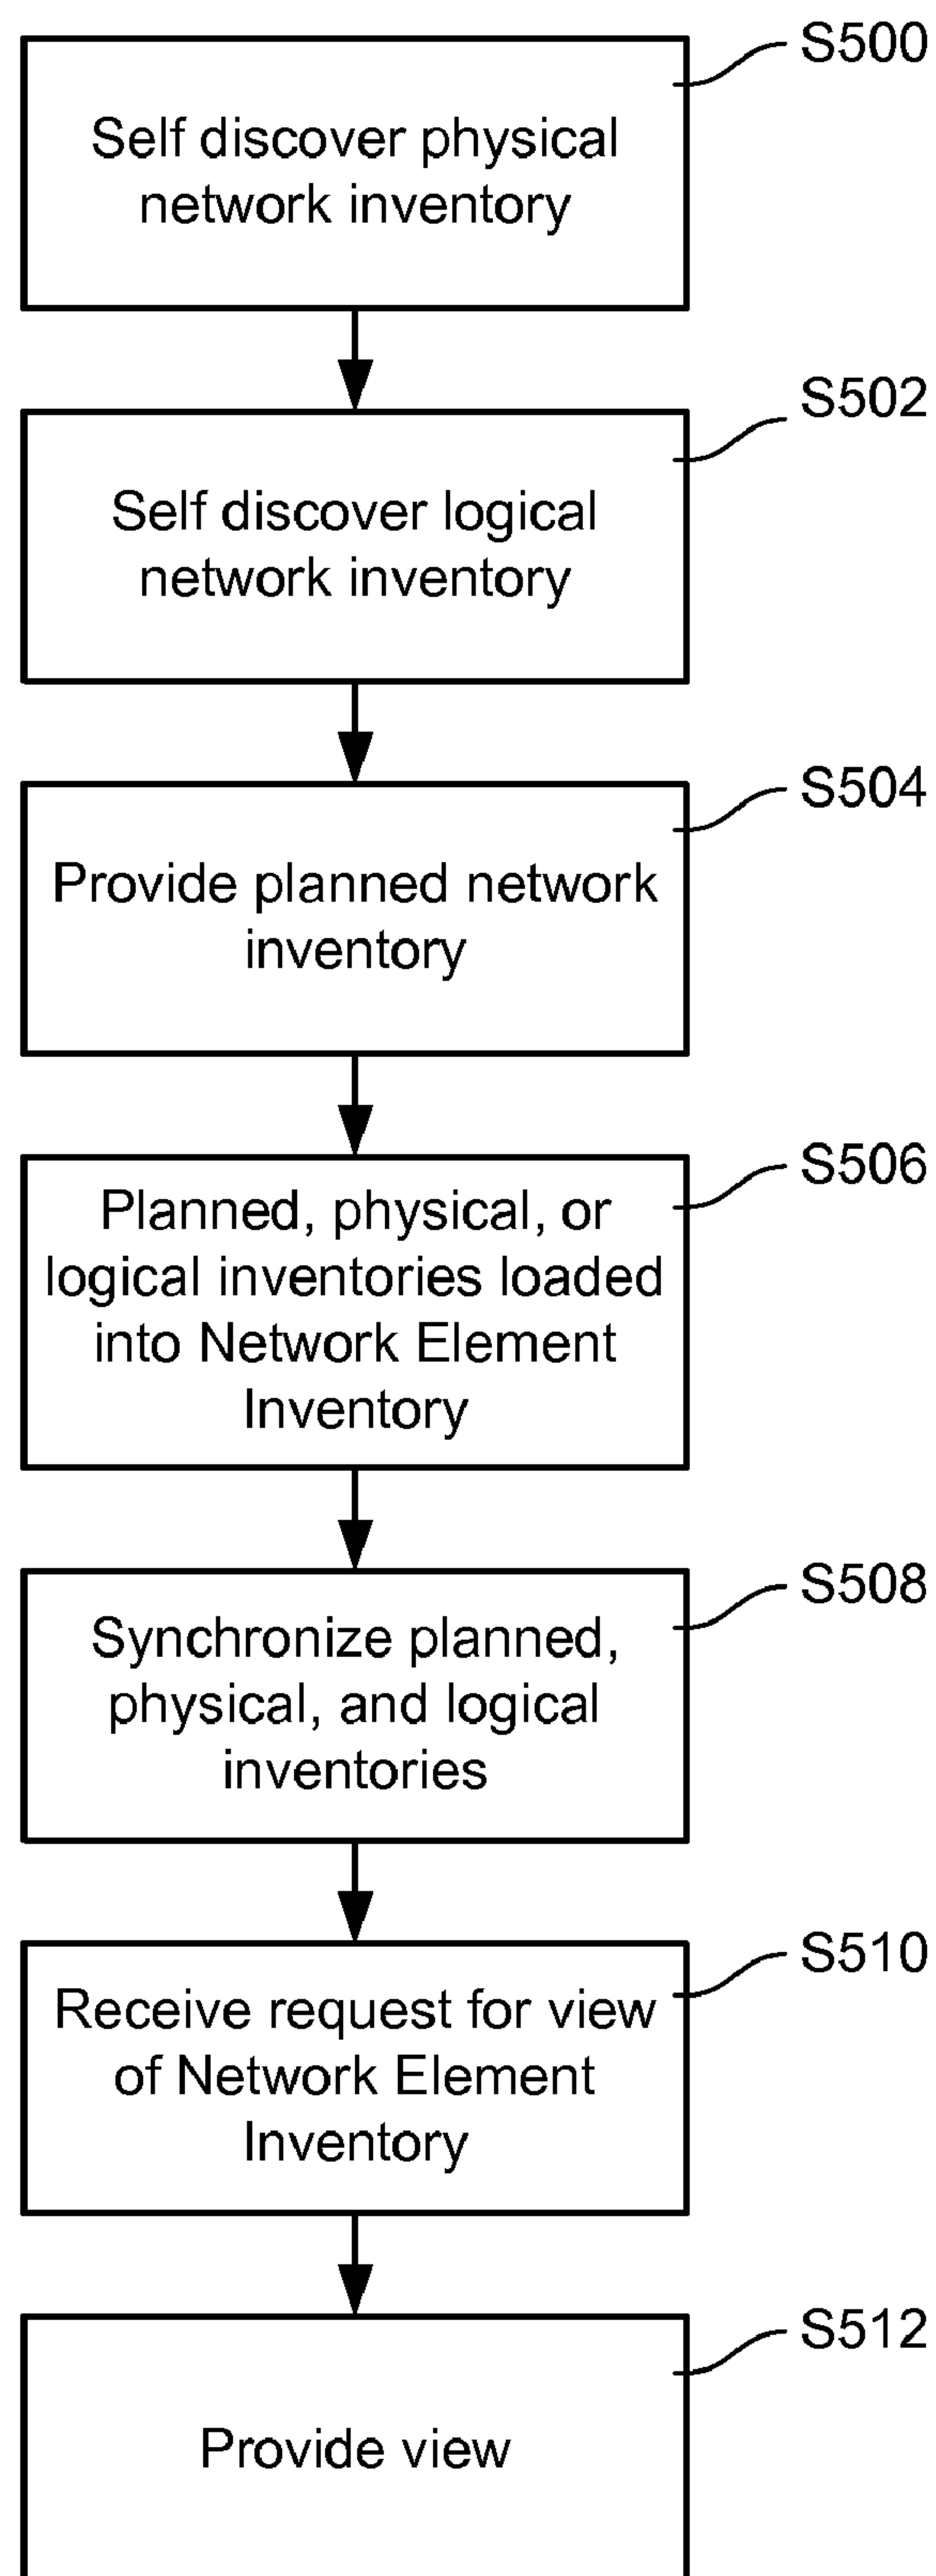 S500
Self discover physical
network inventory
S502
Self discover logical
network inventory
S504
Provide planned network
inventory
S506
Planned, physical, or
logical inventories loaded
into Network Element
Inventory
S508
Synchronize planned,
physical, and logical
inventories
S510
Receive request for view
of Network Element
Inventory
S512
Provide view